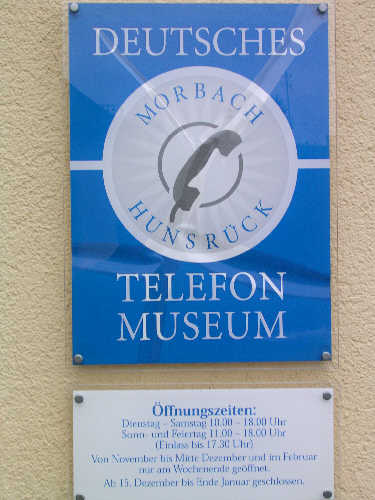 DEUTSCHES
MORBACH
HUNSRÜCK
TELEFON
MUSEUM
Öffnungszeiten:
Dienstag - Samstag 10.00 - 18.00 Uhr
Sonn- und Feiertag 11.00 - 18.00 Uhr
(Einlass bis 17.30 Uhr)
Von November bis Mitte Dezember und im Februar
nur am Wochenende geöffnet.
Ab 15. Dezember bis Ende Januar geschlossen.